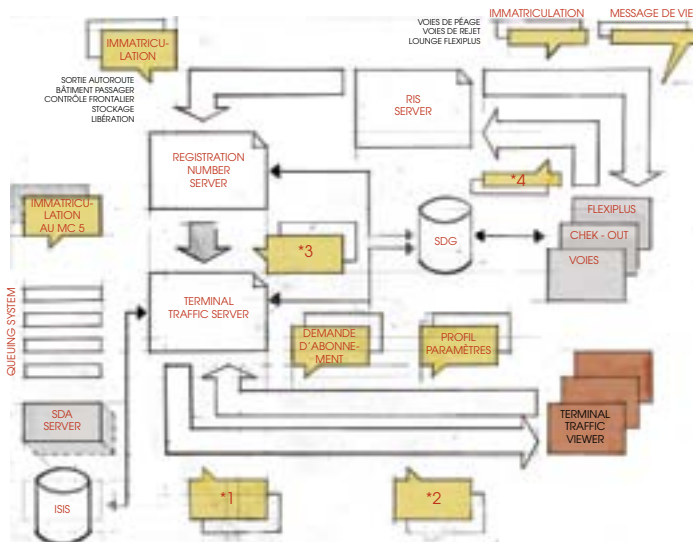 VOIES DE PÉAGE
VOIES DE REJET
LOUNGE FLEXIPLUS
IMMATRICULATION
MESSAGE DE VIE
IMMATRICU-
LATION
SORTIE AUTOROUTE
BÂTIMENT PASSAGER
CONTRÔLE FRONTALIER
STOCKAGE
LIBÉRATION
RIS
SERVER
REGISTRATION
NUMBER
SERVER
*4
IMMATRICU-
LATION
AU MC 5
FLEXIPLUS
CHEK - OUT
VOIES
SDG
*3
QUEUING SYSTEM
TERMINAL
TRAFFIC SERVER
DEMANDE
D'ABONNE-
MENT
PROFIL
PARAMÈTRES
SDA
SERVER
TERMINAL
TRAFFIC
VIEWER
ISIS
*1
*2